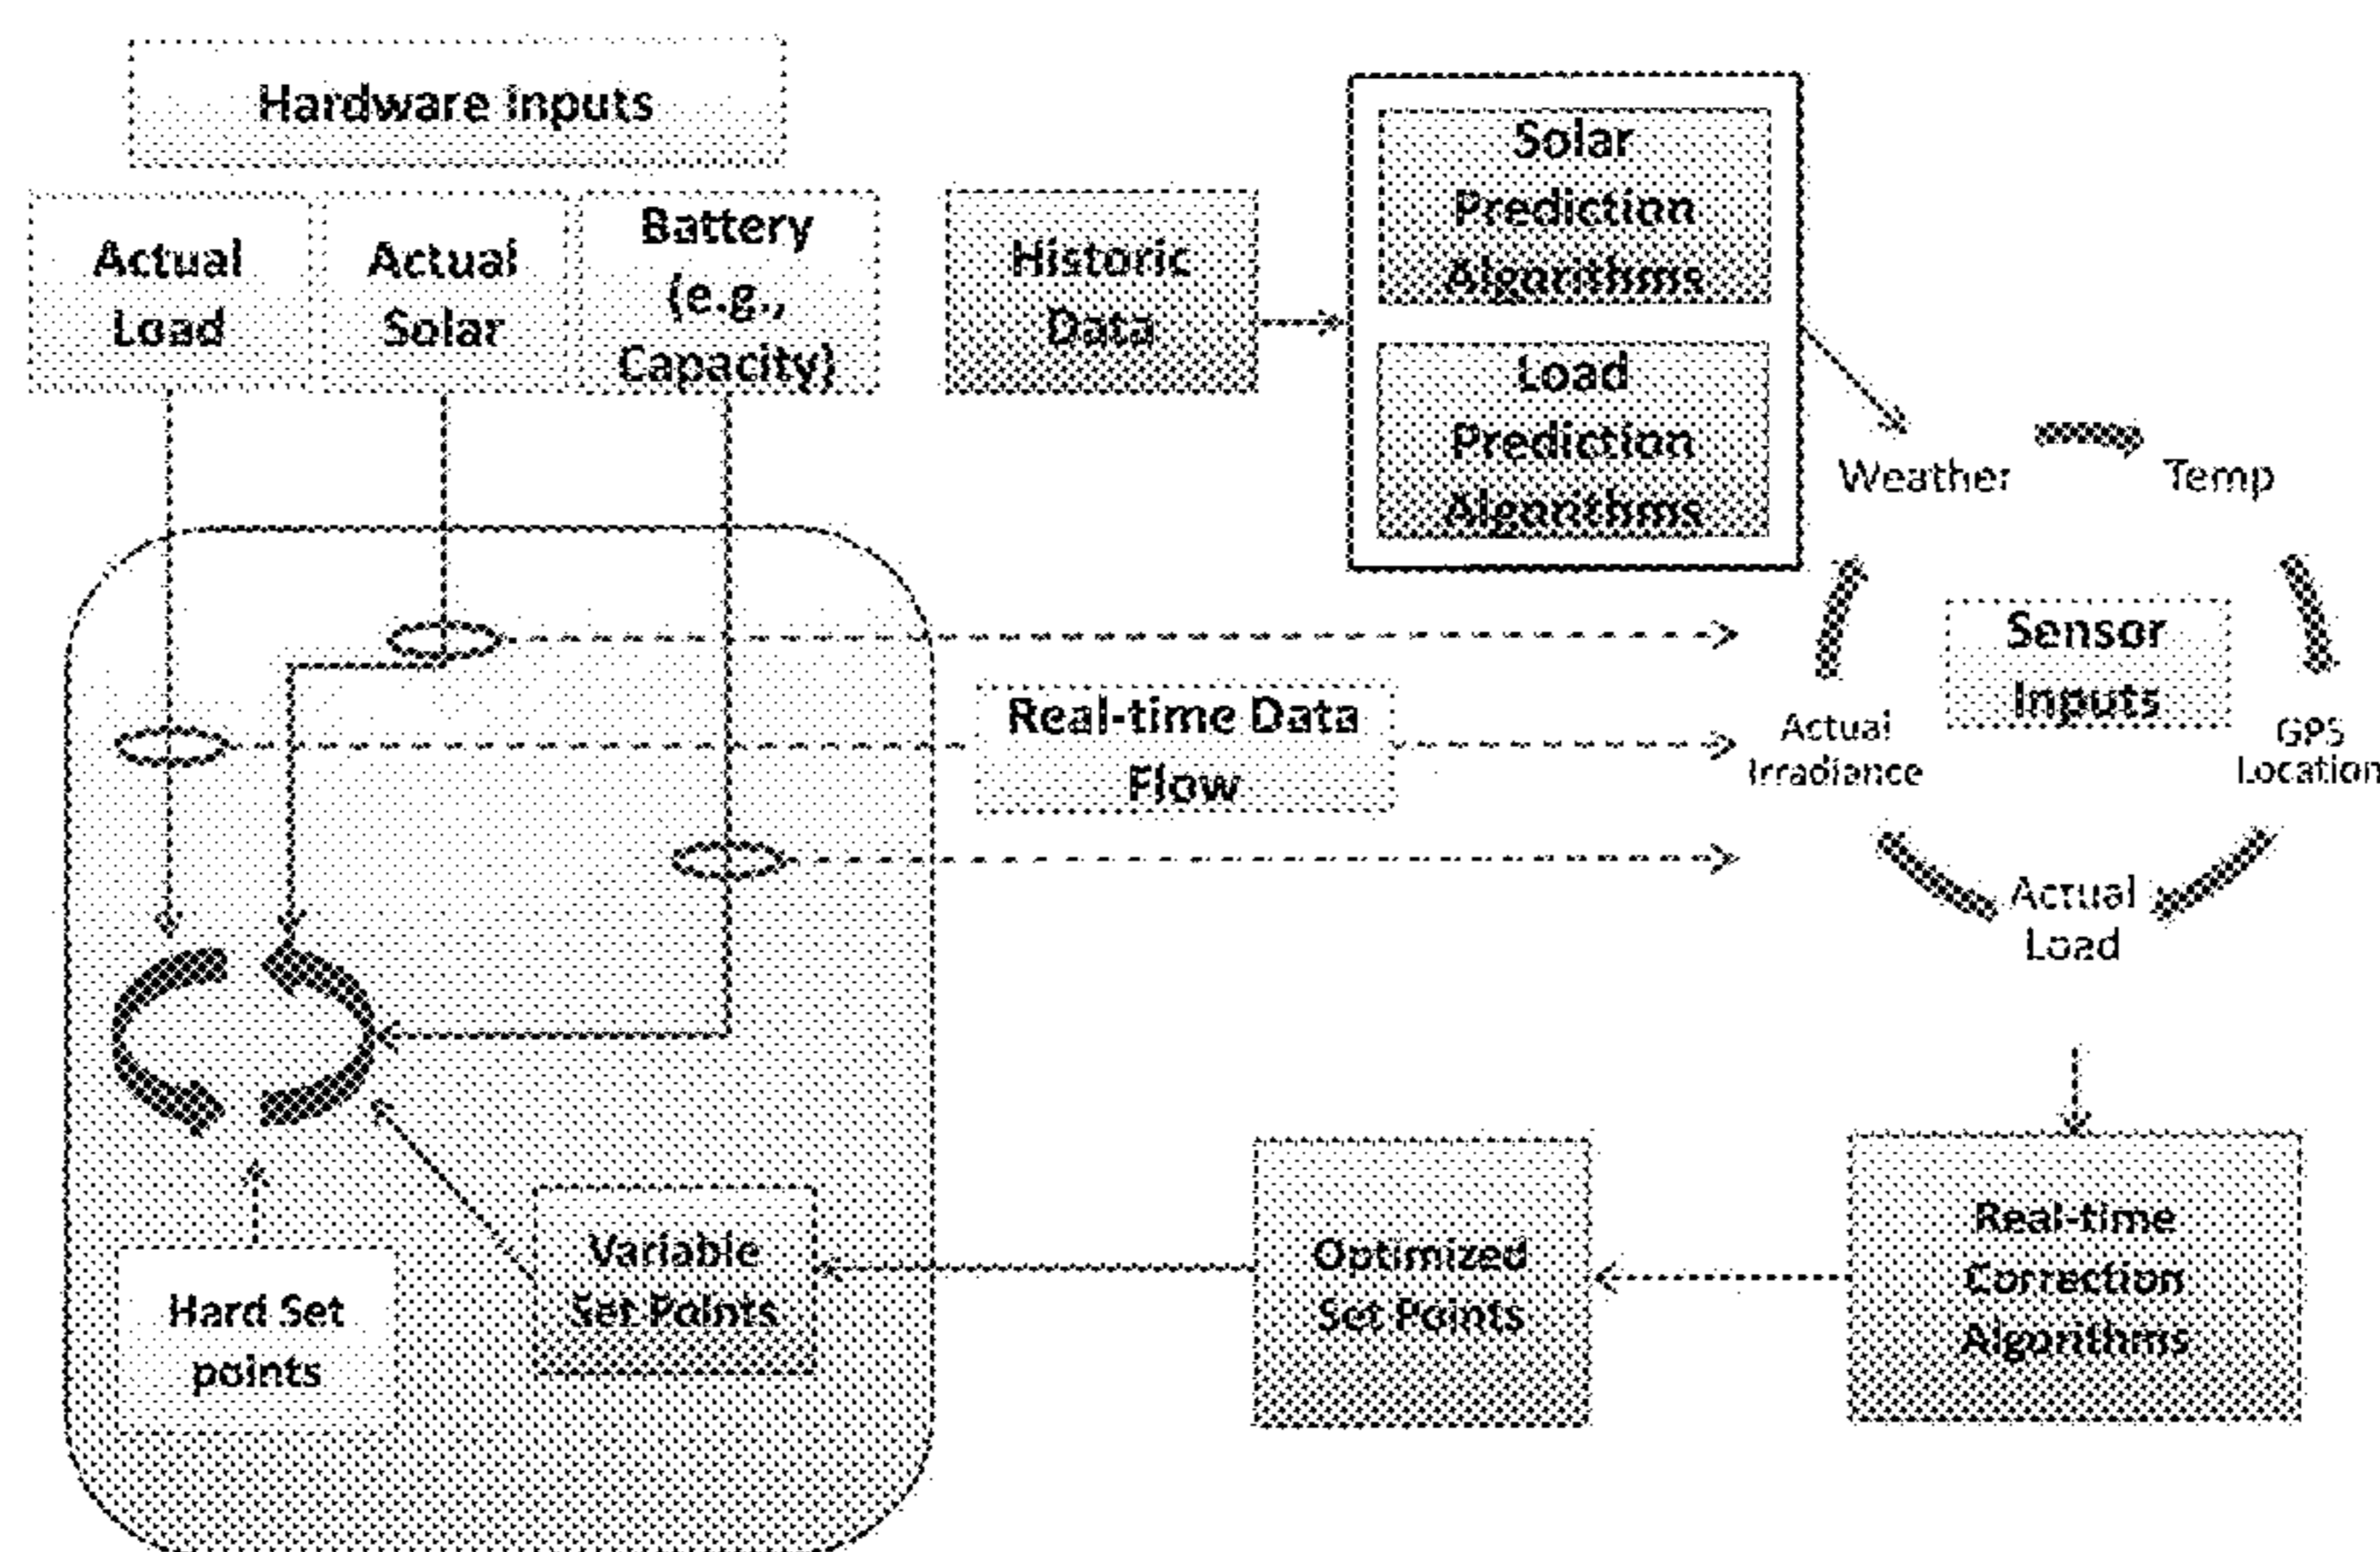 Hardware Inputs
Actual
Load
Actual
Solar
Battery
(e.g.,
Capacity)
Historic
Data
Solar
Prediction
Algorithms
Load
Prediction
Algorithms
Weather
Temp
Sensor
Inputs
Actual
Irradiance
GPS
Location
Actual
Load
Real-time Data
Flow
Hard Set
points
Variable
Set Points
Optimized
Set Points
Real-time
Correction
Algorithms